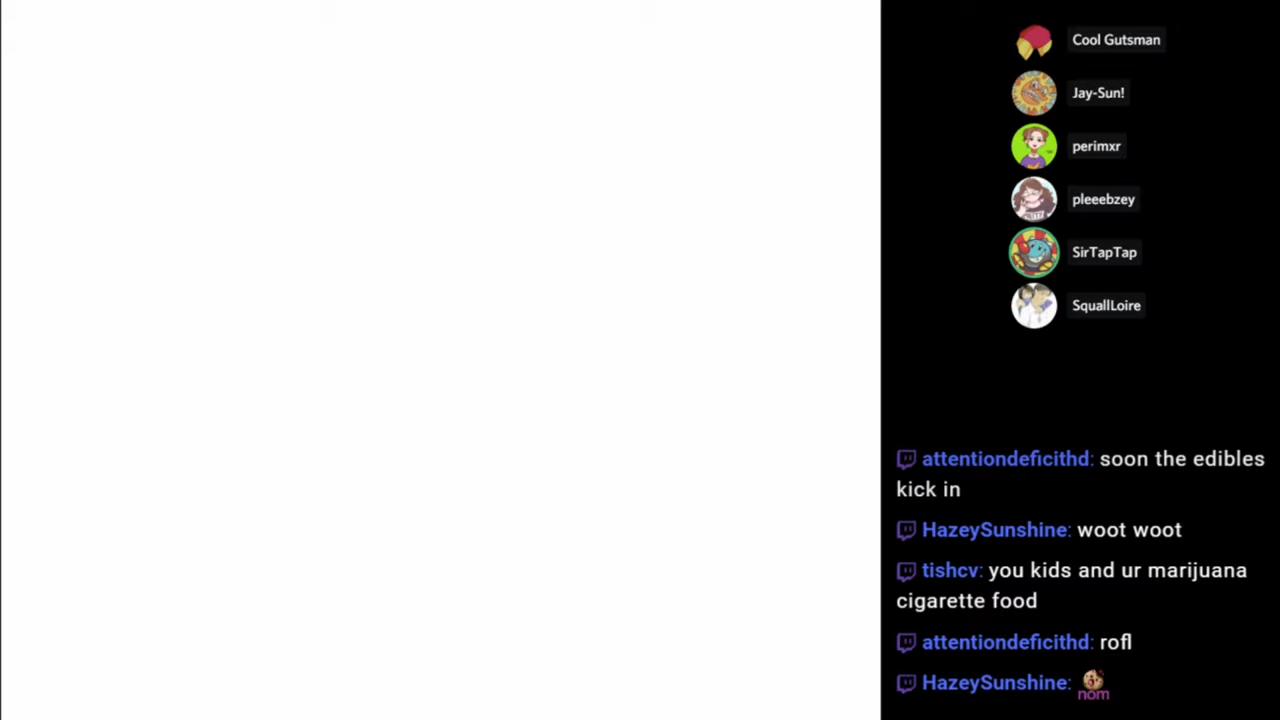 Cool Gutsman
Jay-Sun!
perimxr
pleeebzey
SirTapTap
SquallLoire
attentiondeficithd: soon the edibles
kick in
HazeySunshine: woot woot
tishcv: you kids and ur marijuana
cigarette food
attentiondeficithd: rofl
HazeySunshine: nom